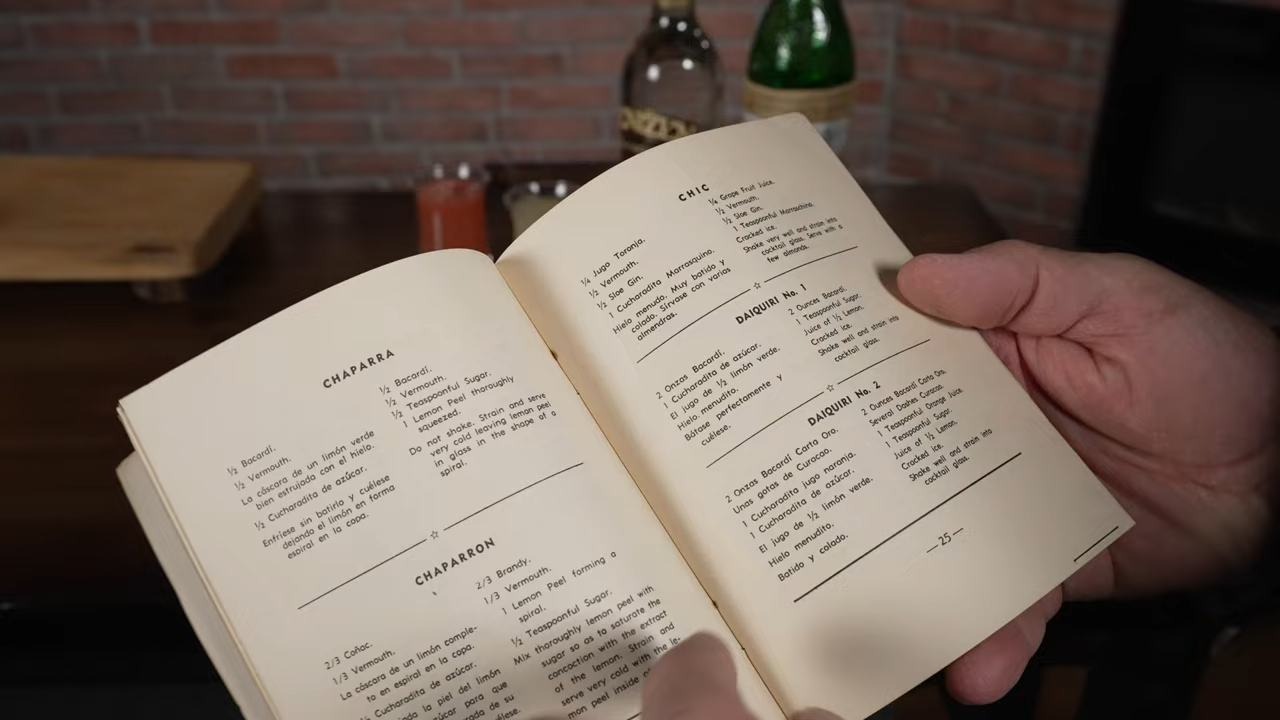 CHAPARRA
½ Bacardí.
½ Vermouth.
La cáscara de un limón verde
bien estrujada con el hielo.
½ Cucharadita de azúcar.
Enfríese sin batirlo y cuélese
dejando el limón en forma
espiral en la copa.
½ Bacardí.
½ Vermouth.
½ Teaspoonful Sugar.
1 Lemon Peel thoroughly
squeezed.
Do not shake. Strain and serve
very cold leaving lemon peel
in glass in the shape of a
spiral.
CHAPARRON
2/3 Coñac.
1/3 Vermouth.
La cáscara de un limón comple-
to en espiral en la copa.
½ Cucharadita de azúcar.
la piel del limón
para que
de su
2/3 Brandy.
1/3 Vermouth.
1 Lemon Peel forming a
spiral.
½ Teaspoonful Sugar.
Mix thoroughly lemon peel with
sugar so as to saturate the
concoction with the extract
of the lemon. Strain and
serve very cold with the le-
mon peel inside
CHIC
¼ Jugo Toronja.
½ Vermouth.
½ Sloe Gin.
1 Cucharadita Marrasquino.
Hielo menudo. Muy batido y
colado. Sírvase con varias
almendras.
¼ Grape Fruit Juice.
½ Vermouth.
½ Sloe Gin.
1 Teaspoonful Marraschino.
Cracked ice.
Shake very well and strain into
cocktail glass. Serve with a
few almonds.
DAIQUIRI No. 1
2 Onzas Bacardí.
1 Cucharadita de azúcar.
El jugo de ½ limón verde.
Hielo menudito.
Bátase perfectamente y
cuélese.
2 Ounces Bacardí.
1 Teaspoonful Sugar.
Juice of ½ Lemon.
Cracked ice.
Shake well and strain into
cocktail glass.
DAIQUIRI No. 2
2 Onzas Bacardí Carta Oro.
Unas gotas de Curacao.
1 Cucharadita jugo naranja.
1 Cucharadita de azúcar.
El jugo de ½ limón verde.
Hielo menudito.
Batido y colado.
2 Ounces Bacardí Carta Oro.
Several Dashes Curacao.
1 Teaspoonful Orange Juice.
1 Teaspoonful Sugar.
Juice of ½ Lemon.
Cracked ice.
Shake well and strain into
cocktail glass.
—25—